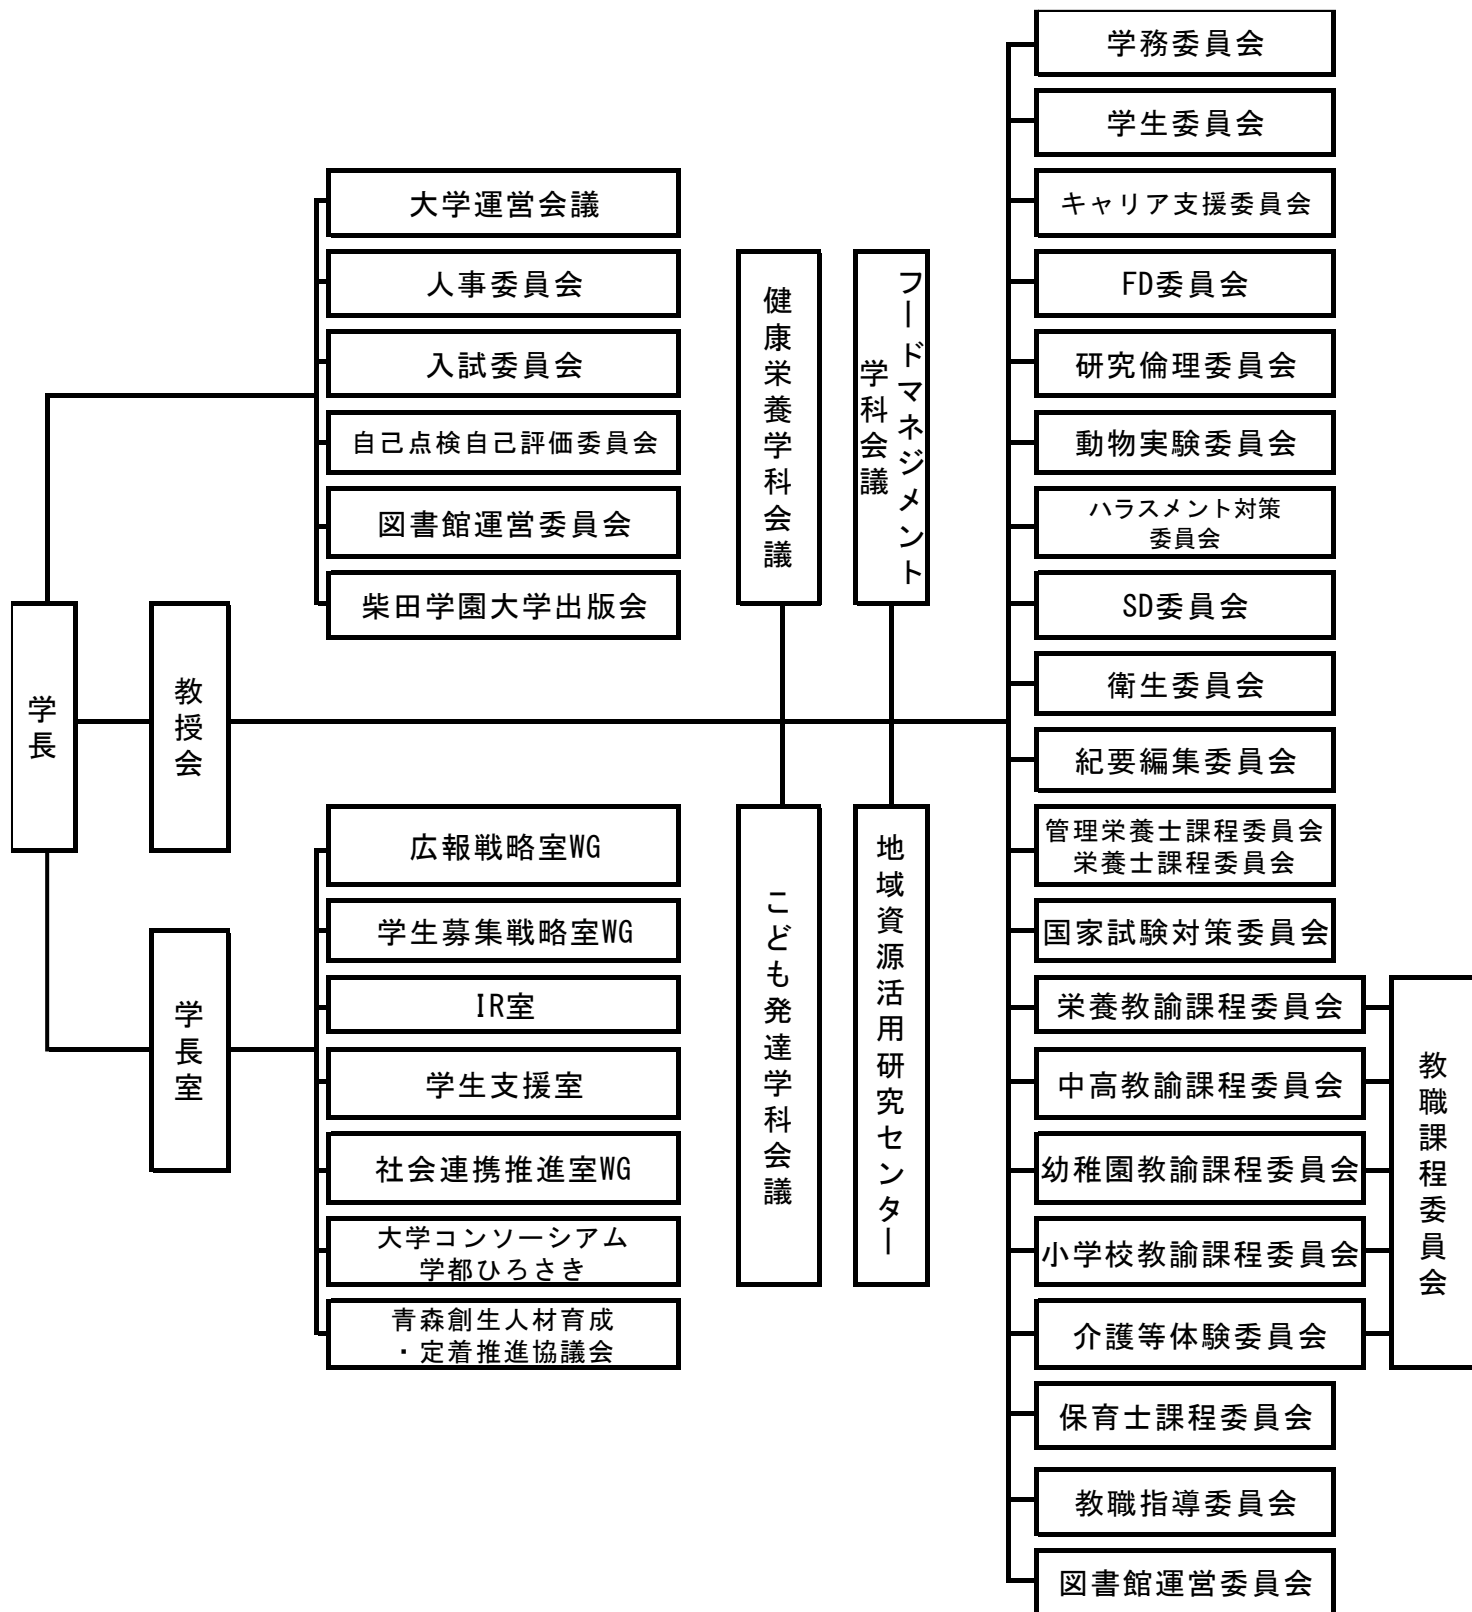 学長
教授会
学長室
大学運営会議
人事委員会
入試委員会
自己点検自己評価委員会
図書館運営委員会
柴田学園大学出版会
広報戦略室WG
学生募集戦略室WG
IR室
学生支援室
社会連携推進室WG
大学コンソーシアム
学都ひろさき
青森創生人材育成
・定着推進協議会
健康栄養学科会議
フードマネジメント
学科会議
こども発達学科会議
地域資源活用研究センター
学務委員会
学生委員会
キャリア支援委員会
FD委員会
研究倫理委員会
動物実験委員会
ハラスメント対策
委員会
SD委員会
衛生委員会
紀要編集委員会
管理栄養士課程委員会
栄養士課程委員会
国家試験対策委員会
栄養教諭課程委員会
中高教諭課程委員会
幼稚園教諭課程委員会
小学校教諭課程委員会
介護等体験委員会
教職課程委員会
保育士課程委員会
教職指導委員会
図書館運営委員会